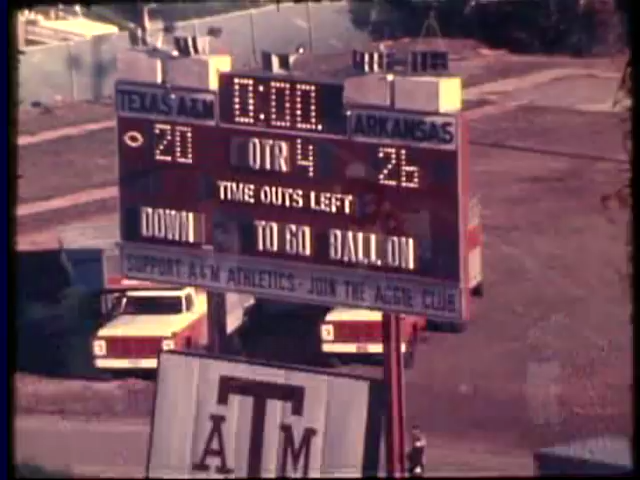 TEXAS A&M 0:00 ARKANSAS
20 QTR 4 26
TIME OUTS LEFT
DOWN TO GO BALL ON
SUPPORT A&M ATHLETICS - JOIN THE AGGIE CLUB
ATM